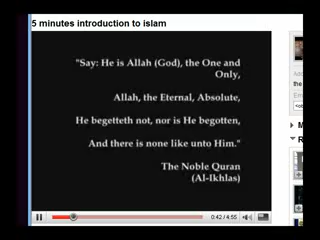 5 minutes introduction to islam
"Say: He is Allah (God), the One and
Only,
Allah, the Eternal, Absolute,
He begetteth not, nor is He begotten,
And there is none like unto Him."
The Noble Quran
(Al-Ikhlas)
0:42 / 4:55